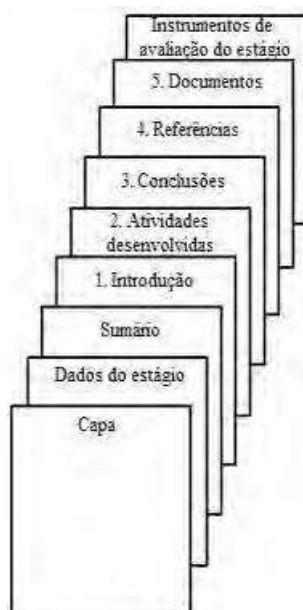 Instrumentos de
avaliação do estágio
5. Documentos
4. Referências
3. Conclusões
2. Atividades
desenvolvidas
1. Introdução
Sumário
Dados do estágio
Capa